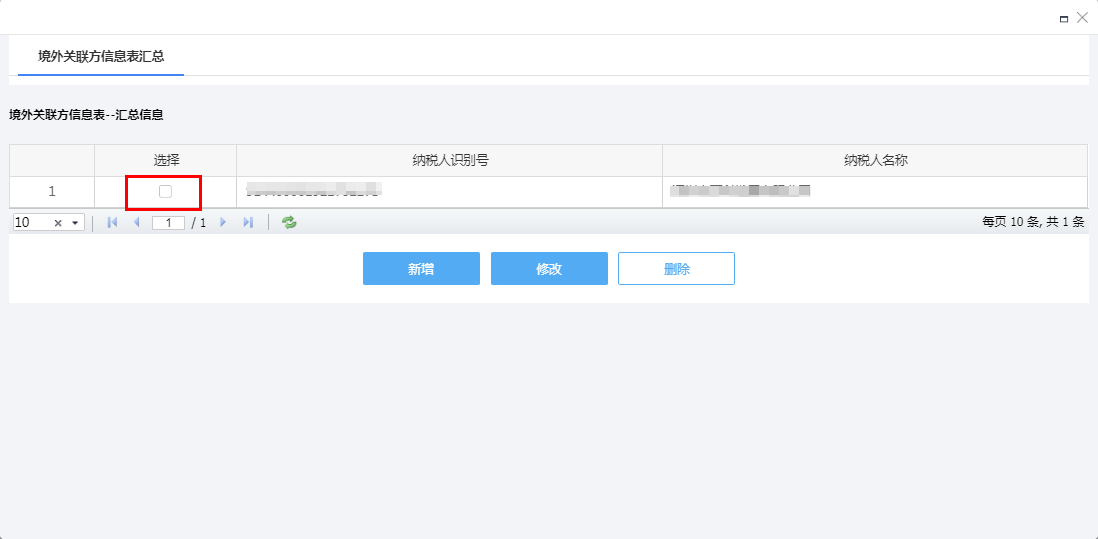 境外关联方信息表汇总
境外关联方信息表--汇总信息
选择 纳税人识别号 纳税人名称
1
10 1 / 1 每页 10 条, 共 1 条
新增 修改 删除